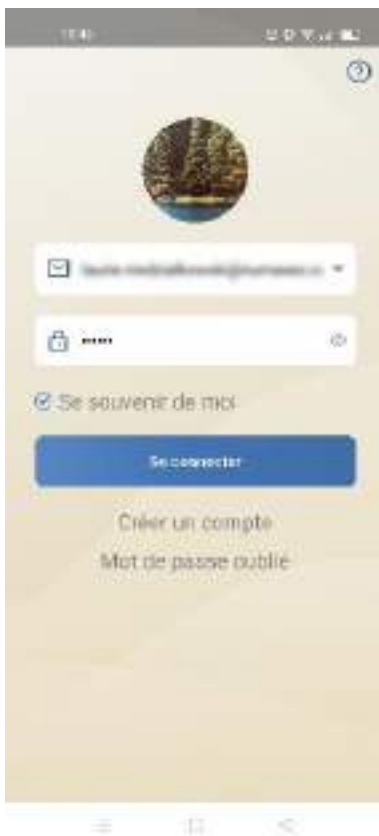 Se souvenir de moi
Se connecter
Créer un compte
Mot de passe oublié